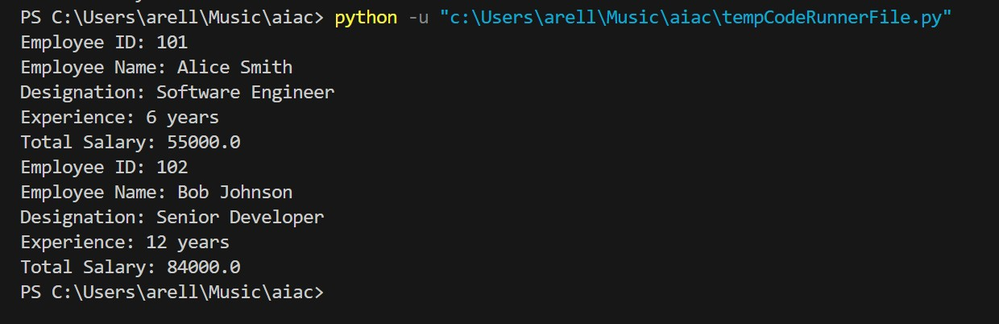 PS C:\Users\arell\Music\aiac> python -u "c:\Users\arell\Music\aiac\tempCodeRunnerFile.py"
Employee ID: 101
Employee Name: Alice Smith
Designation: Software Engineer
Experience: 6 years
Total Salary: 55000.0
Employee ID: 102
Employee Name: Bob Johnson
Designation: Senior Developer
Experience: 12 years
Total Salary: 84000.0
PS C:\Users\arell\Music\aiac>